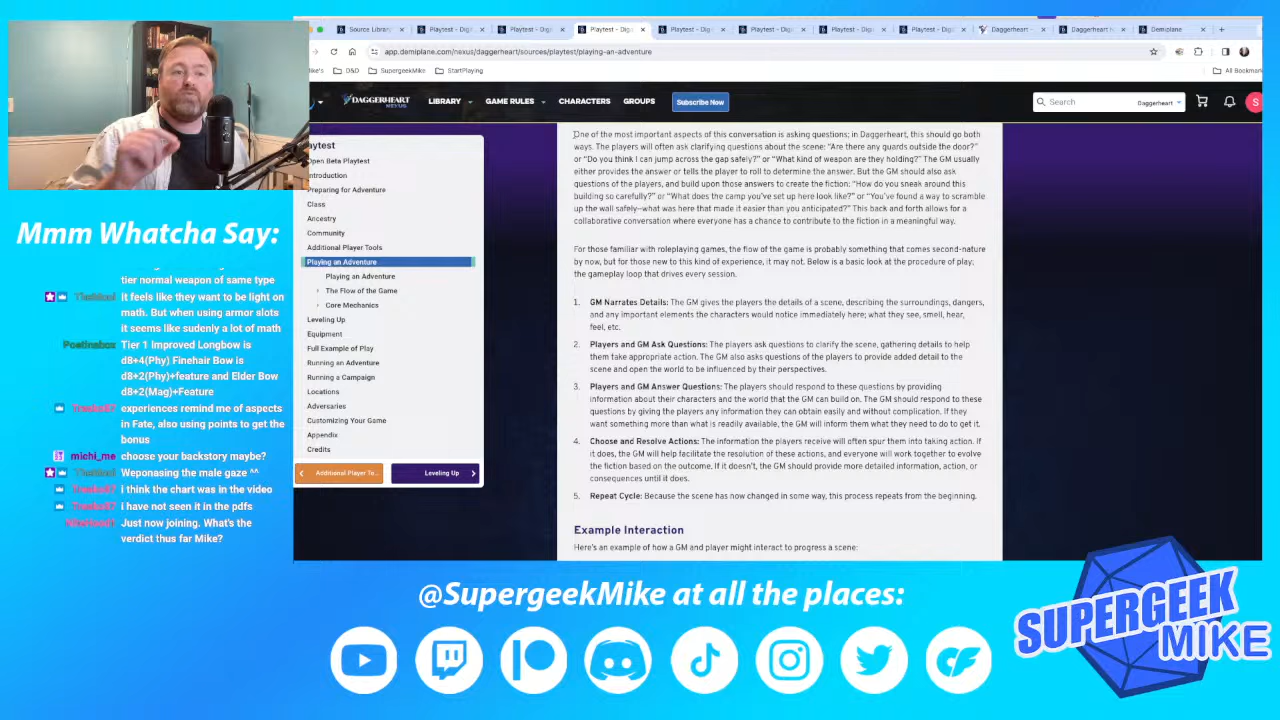 Source Library
Playtest - Dig
Playtest - Dig
Playtest - Dig
Playtest - Dig
Playtest - Dig
Playtest - Dig
Playtest - Dig
Daggerheart -
Daggerheart N
Demiplane
app.demiplane.com/nexus/daggerheart/sources/playtest/playing-an-adventure
ike's
D&D
SupergeekMike
StartPlaying
All Bookmar
DAGGERHEART
NEXUS
LIBRARY
GAME RULES
CHARACTERS
GROUPS
Subscribe Now
Search
Daggerheart
S
aytest
Open Beta Playtest
ntroduction
Preparing for Adventure
Class
Ancestry
Community
Additional Player Tools
Playing an Adventure
Playing an Adventure
The Flow of the Game
Core Mechanics
Leveling Up
Equipment
Full Example of Play
Running an Adventure
Running a Campaign
Locations
Adversaries
Customizing Your Game
Appendix
Credits
Additional Player To...
Leveling Up
One of the most important aspects of this conversation is asking questions; in Daggerheart, this should go both
ways. The players will often ask clarifying questions about the scene: “Are there any guards outside the door?”
or “Do you think I can jump across the gap safely?” or “What kind of weapon are they holding?” The GM usually
either provides the answer or tells the player to roll to determine the answer. But the GM should also ask
questions of the players, and build upon those answers to create the fiction: “How do you sneak around this
building so carefully?” or “What does the camp you’ve set up here look like?” or “You’ve found a way to scramble
up the wall safely—what was here that made it easier than you anticipated?” This back and forth allows for a
collaborative conversation where everyone has a chance to contribute to the fiction in a meaningful way.
For those familiar with roleplaying games, the flow of the game is probably something that comes second-nature
by now, but for those new to this kind of experience, it may not. Below is a basic look at the procedure of play;
the gameplay loop that drives every session.
1. GM Narrates Details: The GM gives the players the details of a scene, describing the surroundings, dangers,
and any important elements the characters would notice immediately here; what they see, smell, hear,
feel, etc.
2. Players and GM Ask Questions: The players ask questions to clarify the scene, gathering details to help
them take appropriate action. The GM also asks questions of the players to provide added detail to the
scene and open the world to be influenced by their perspectives.
3. Players and GM Answer Questions: The players should respond to these questions by providing
information about their characters and the world that the GM can build on. The GM should respond to these
questions by giving the players any information they can obtain easily and without complication. If they
want something more than what is readily available, the GM will inform them what they need to do to get it.
4. Choose and Resolve Actions: The information the players receive will often spur them into taking action. If
it does, the GM will help facilitate the resolution of these actions, and everyone will work together to evolve
the fiction based on the outcome. If it doesn’t, the GM should provide more detailed information, action, or
consequences until it does.
5. Repeat Cycle: Because the scene has now changed in some way, this process repeats from the beginning.
Example Interaction
Here’s an example of how a GM and player might interact to progress a scene:
Mmm Whatcha Say:
tier normal weapon of same type
It feels like they want to be light on
math. But when using armor slots
it seems like sudenly a lot of math
Tier 1 Improved Longbow is
d8+4(Phy) Finehair Bow is
d8+2(Phy)+feature and Elder Bow
d8+2(Mag)+Feature
experiences remind me of aspects
in Fate, also using points to get the
bonus
michi_me choose your backstory maybe?
Weponasing the male gaze ^^
i think the chart was in the video
i have not seen it in the pdfs
Just now joining. What's the
verdict thus far Mike?
@SupergeekMike at all the places:
SUPERGEEK
MIKE